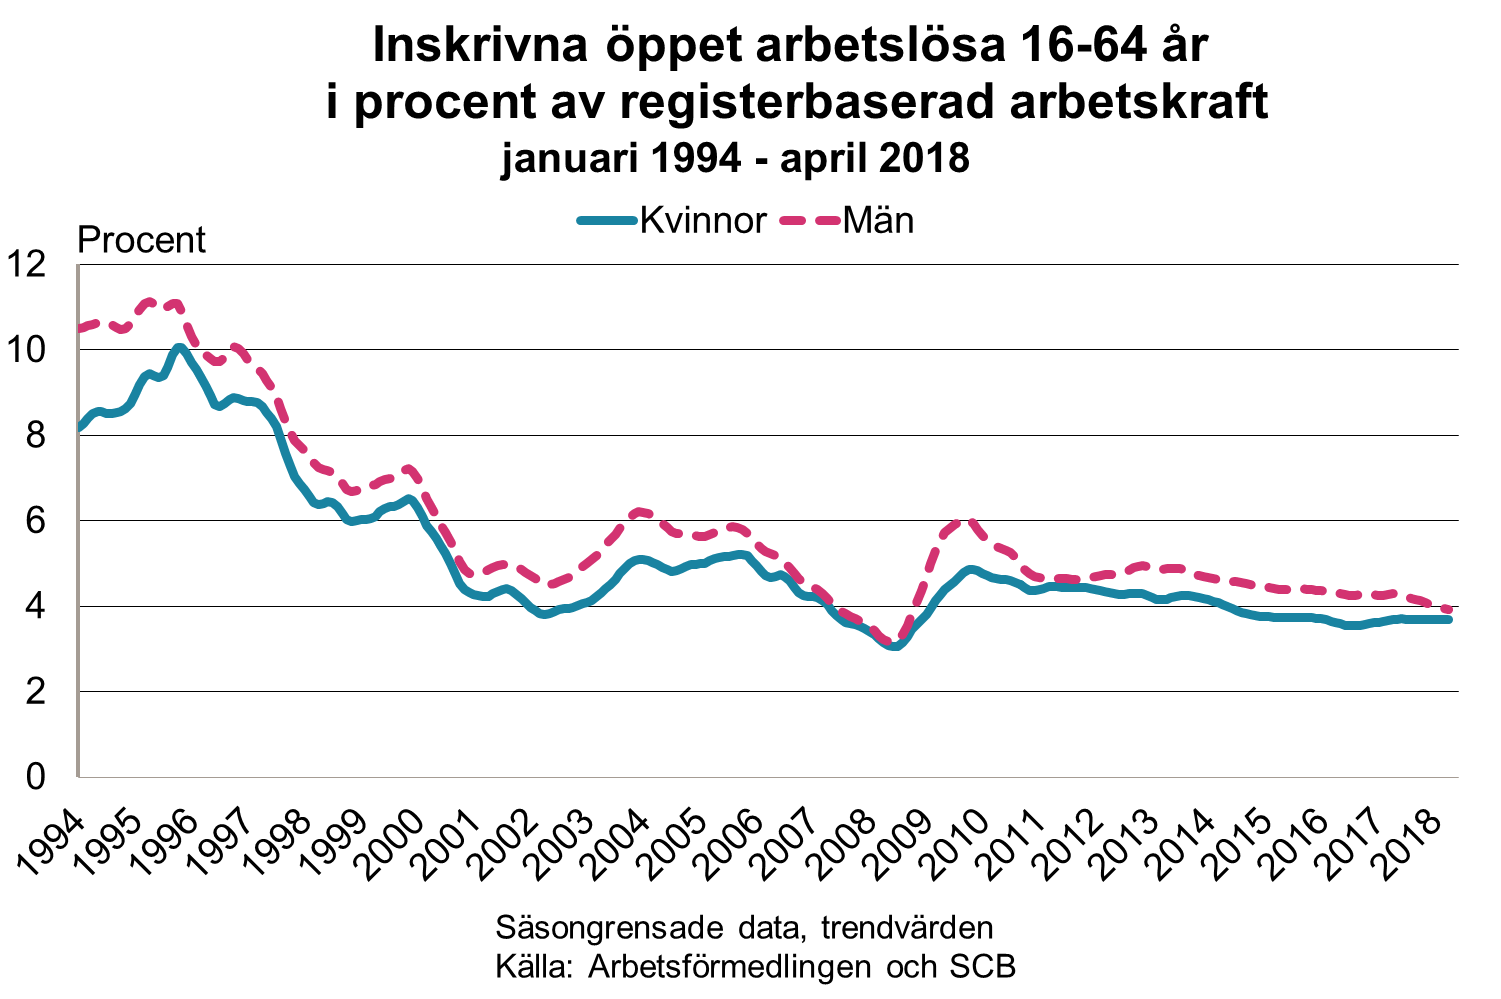 Inskrivna öppet arbetslösa 16-64 år
i procent av registerbaserad arbetskraft
januari 1994 - april 2018
Kvinnor Män
Procent
12
10
8
6
4
2
0
1994 1995 1996 1997 1998 1999 2000 2001 2002 2003 2004 2005 2006 2007 2008 2009 2010 2011 2012 2013 2014 2015 2016 2017 2018
Säsongrensade data, trendvärden
Källa: Arbetsförmedlingen och SCB